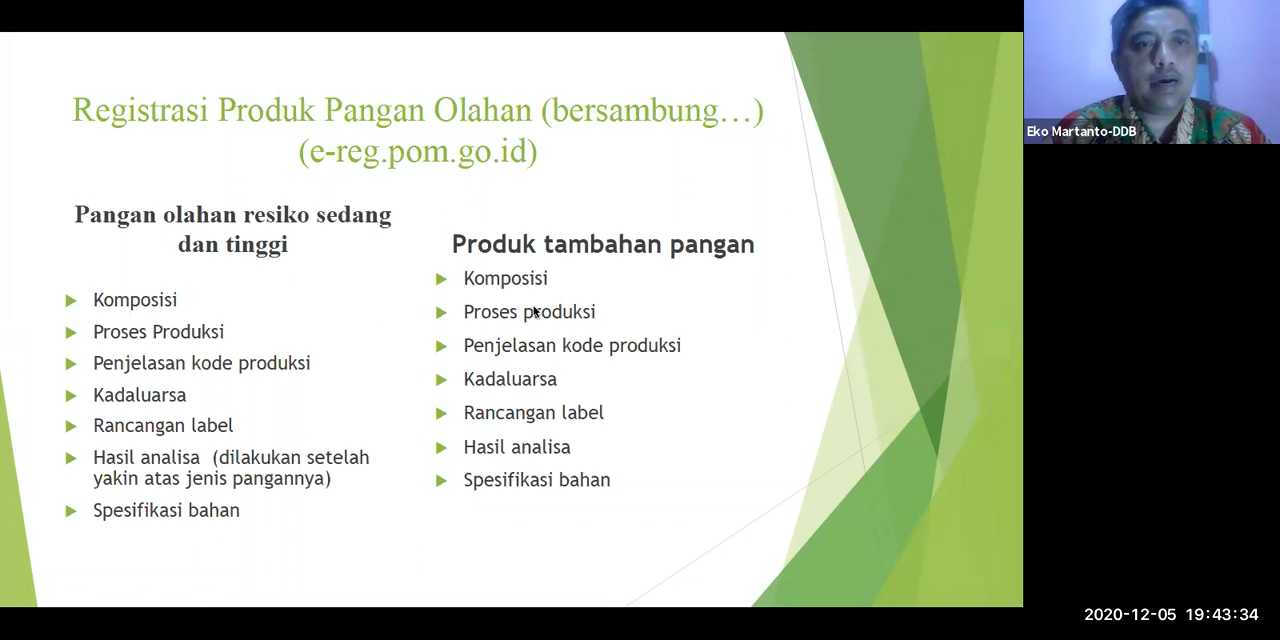 Registrasi Produk Pangan Olahan (bersambung…)
(e-reg.pom.go.id)
Pangan olahan resiko sedang
dan tinggi
Komposisi
Proses Produksi
Penjelasan kode produksi
Kadaluarsa
Rancangan label
Hasil analisa (dilakukan setelah
yakin atas jenis pangannya)
Spesifikasi bahan
Produk tambahan pangan
Komposisi
Proses produksi
Penjelasan kode produksi
Kadaluarsa
Rancangan label
Hasil analisa
Spesifikasi bahan
Eko Martanto-DDB
2020-12-05 19:43:34